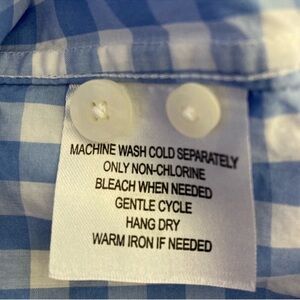 MACHINE WASH COLD SEPARATELY
ONLY NON-CHLORINE
BLEACH WHEN NEEDED
GENTLE CYCLE
HANG DRY
WARM IRON IF NEEDED